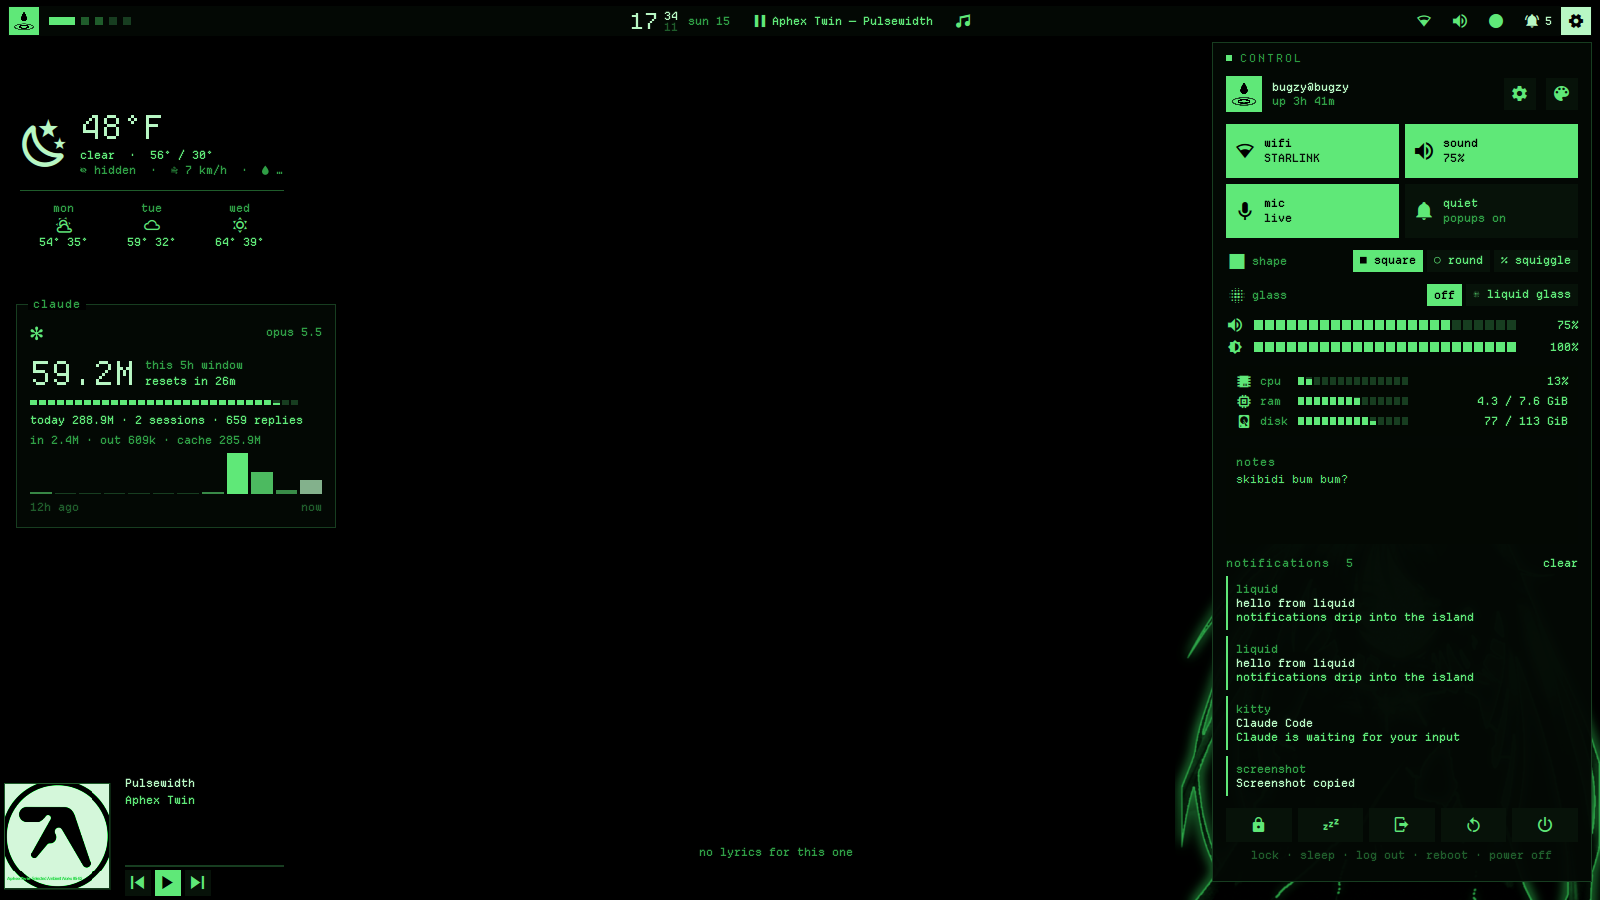 17 34 11 sun 15 Aphex Twin — Pulsewidth 5
48°F
clear · 56° / 30°
hidden · 7 km/h · …
mon tue wed
54° 35° 59° 32° 64° 39°
claude
opus 5.5
59.2M this 5h window
resets in 26m
today 288.9M · 2 sessions · 659 replies
in 2.4M · out 609k · cache 285.9M
12h ago now
Pulsewidth
Aphex Twin
no lyrics for this one
CONTROL
bugzy@bugzy
up 3h 41m
wifi
STARLINK
sound
75%
mic
live
quiet
popups on
shape square round squiggle
glass off liquid glass
75%
100%
cpu 13%
ram 4.3 / 7.6 GiB
disk 77 / 113 GiB
notes
skibidi bum bum?
notifications 5 clear
liquid
hello from liquid
notifications drip into the island
liquid
hello from liquid
notifications drip into the island
kitty
Claude Code
Claude is waiting for your input
screenshot
Screenshot copied
zzz
lock · sleep · log out · reboot · power off